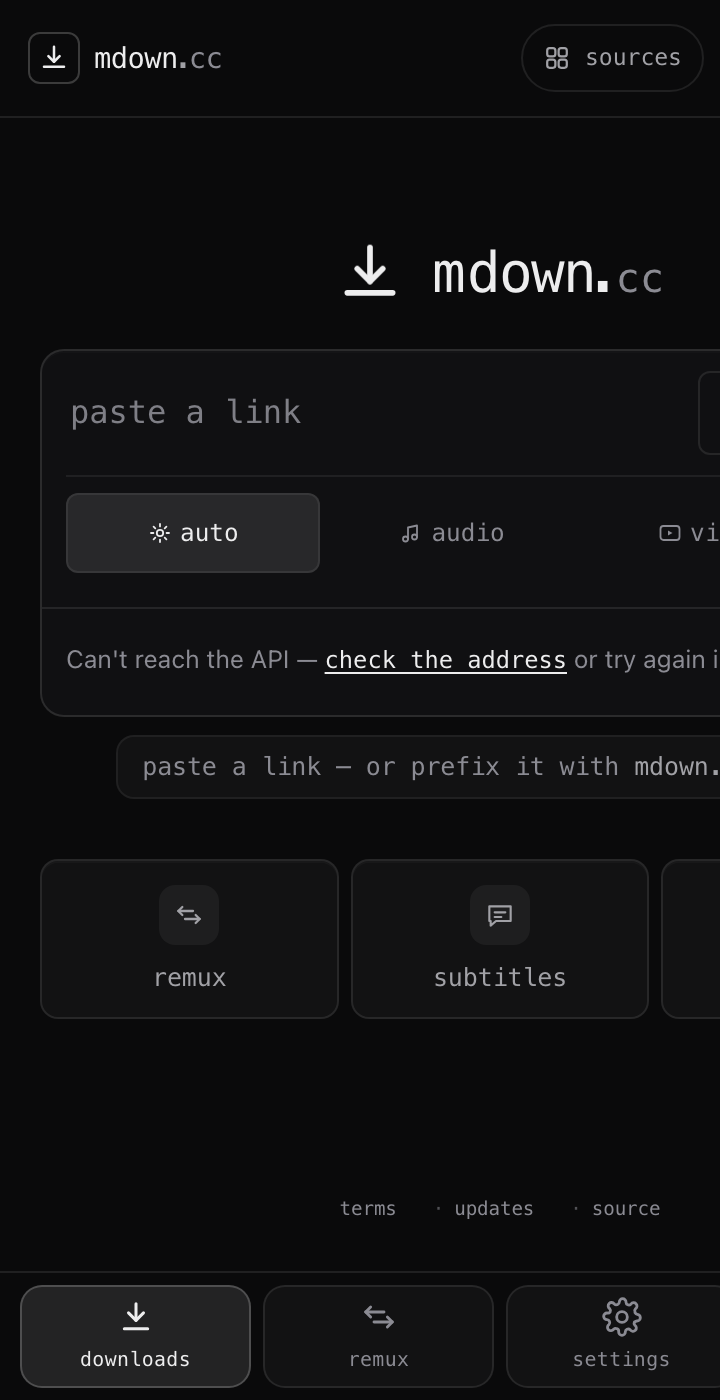 mdown.cc
sources
mdown.cc
paste a link
auto
audio
vi
Can't reach the API — check the address or try again i
paste a link — or prefix it with mdown.
remux
subtitles
terms · updates · source
downloads
remux
settings